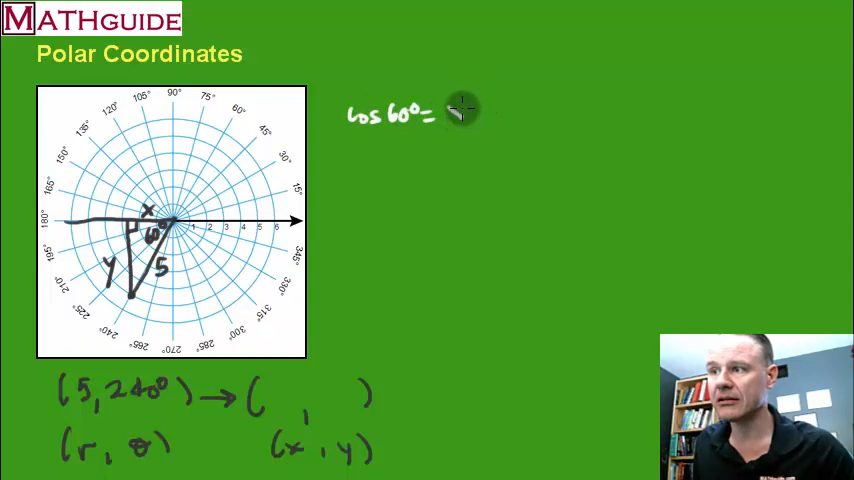 MATHGUIDE
Polar Coordinates
cos 60° =
90°
105° 75°
120° 60°
135° 45°
150° 30°
165° 15°
180° x 1 2 3 4 5 6
60°
195° y 5 345°
210° 330°
225° 315°
240° 300°
265° 285°
270°
(5, 240°) → ( , )
(r, θ) (x, y)